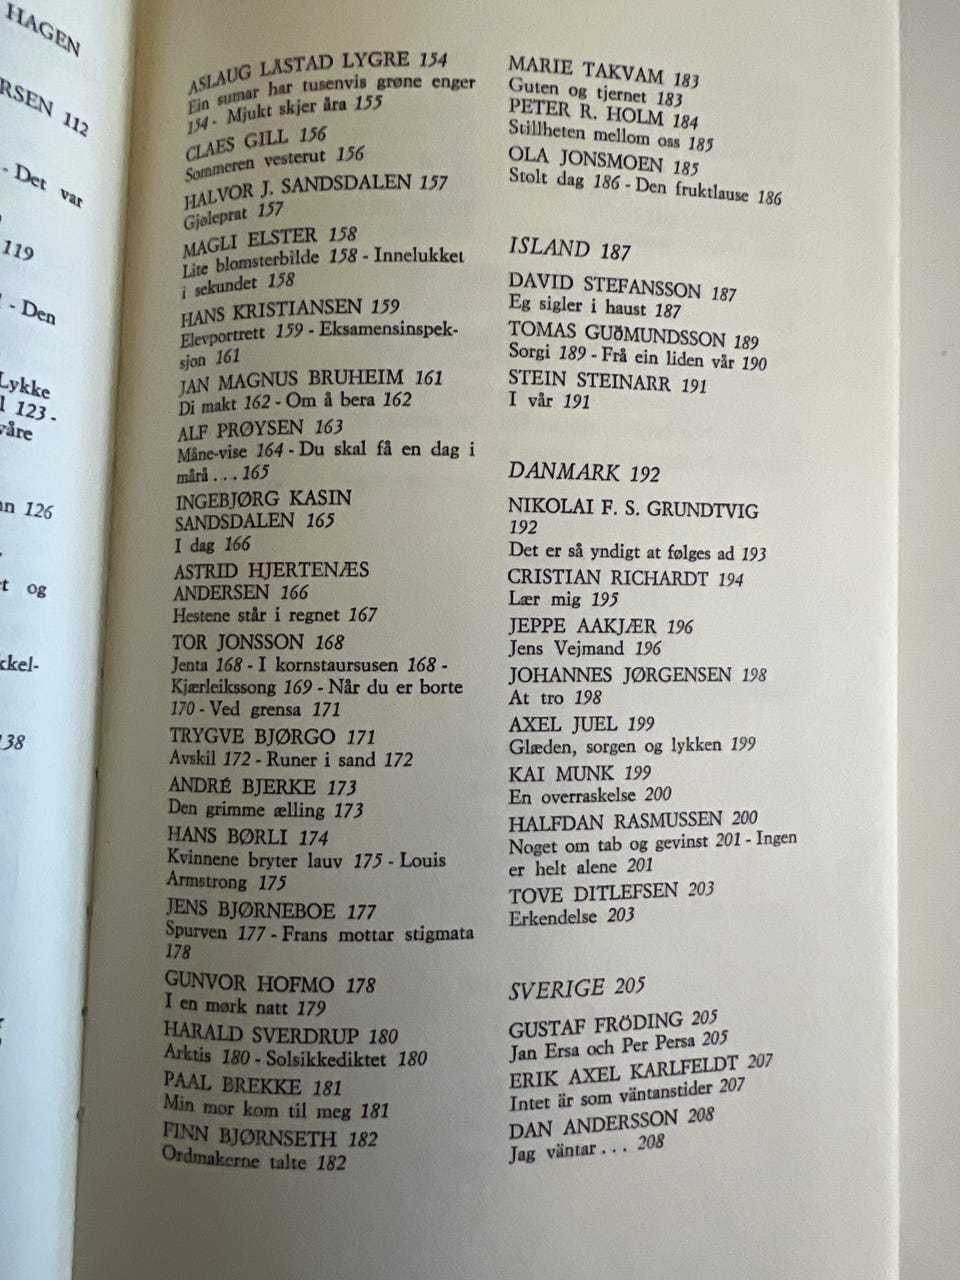 HAGEN
RSEN 112
- Det var
119
- Den
Lykke
l 123 -
våre
n 126
t og
kkel-
138
ASLAUG LÅSTAD LYGRE 154
Ein sumar har tusenvis grøne enger
154 - Mjukt skjer åra 155
CLAES GILL 156
Sommeren vesterut 156
HALVOR J. SANDSDALEN 157
Gjøleprat 157
MAGLI ELSTER 158
Lite blomsterbilde 158 - Innelukket
i sekundet 158
HANS KRISTIANSEN 159
Elevportrett 159 - Eksamensinspek-
sjon 161
JAN MAGNUS BRUHEIM 161
Di makt 162 - Om å bera 162
ALF PRØYSEN 163
Måne-vise 164 - Du skal få en dag i
mårå . . . 165
INGEBJØRG KASIN
SANDSDALEN 165
I dag 166
ASTRID HJERTENÆS
ANDERSEN 166
Hestene står i regnet 167
TOR JONSSON 168
Jenta 168 - I kornstaursusen 168 -
Kjærleikssong 169 - Når du er borte
170 - Ved grensa 171
TRYGVE BJØRGO 171
Avskil 172 - Runer i sand 172
ANDRÉ BJERKE 173
Den grimme ælling 173
HANS BØRLI 174
Kvinnene bryter lauv 175 - Louis
Armstrong 175
JENS BJØRNEBOE 177
Spurven 177 - Frans mottar stigmata
178
GUNVOR HOFMO 178
I en mørk natt 179
HARALD SVERDRUP 180
Arktis 180 - Solsikkediktet 180
PAAL BREKKE 181
Min mor kom til meg 181
FINN BJØRNSETH 182
Ordmakerne talte 182
MARIE TAKVAM 183
Guten og tjernet 183
PETER R. HOLM 184
Stillheten mellom oss 185
OLA JONSMOEN 185
Stolt dag 186 - Den fruktlause 186
ISLAND 187
DAVID STEFANSSON 187
Eg sigler i haust 187
TOMAS GUðMUNDSSON 189
Sorgi 189 - Frå ein liden vår 190
STEIN STEINARR 191
I vår 191
DANMARK 192
NIKOLAI F. S. GRUNDTVIG
192
Det er så yndigt at følges ad 193
CRISTIAN RICHARDT 194
Lær mig 195
JEPPE AAKJÆR 196
Jens Vejmand 196
JOHANNES JØRGENSEN 198
At tro 198
AXEL JUEL 199
Glæden, sorgen og lykken 199
KAI MUNK 199
En overraskelse 200
HALFDAN RASMUSSEN 200
Noget om tab og gevinst 201 - Ingen
er helt alene 201
TOVE DITLEFSEN 203
Erkendelse 203
SVERIGE 205
GUSTAF FRÖDING 205
Jan Ersa och Per Persa 205
ERIK AXEL KARLFELDT 207
Intet är som väntanstider 207
DAN ANDERSSON 208
Jag väntar . . . 208